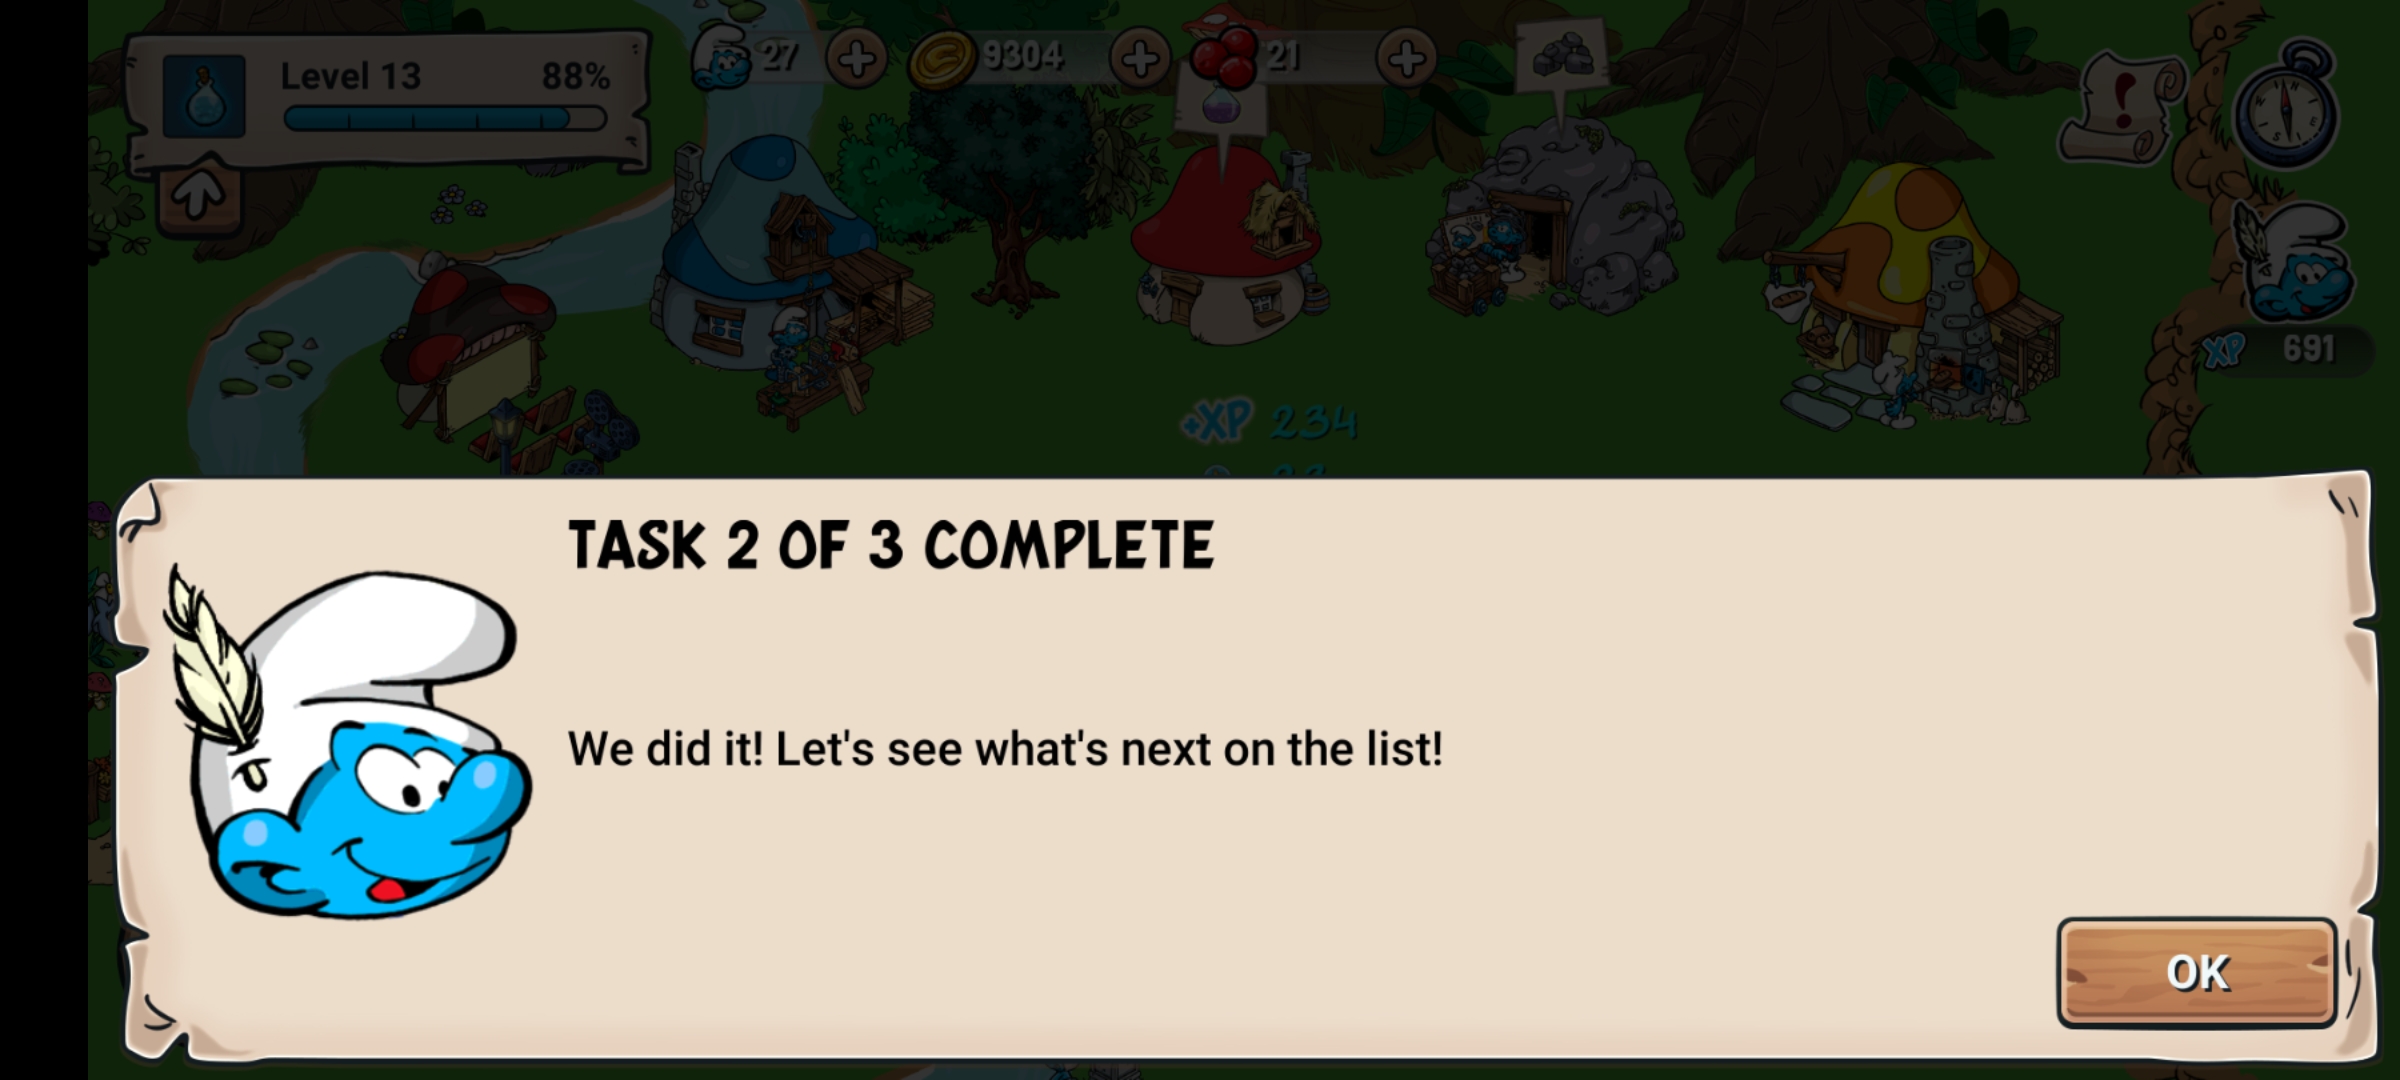 Level 13 88%
27
9304
21
XP 691
+XP 234
TASK 2 OF 3 COMPLETE
We did it! Let's see what's next on the list!
OK